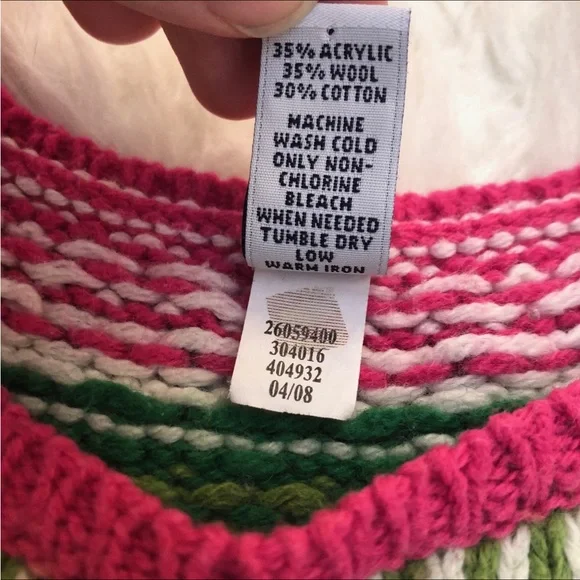 35% ACRYLIC
35% WOOL
30% COTTON
MACHINE
WASH COLD
ONLY NON-
CHLORINE
BLEACH
WHEN NEEDED
TUMBLE DRY
LOW
WARM IRON
26059400
304016
404932
04/08